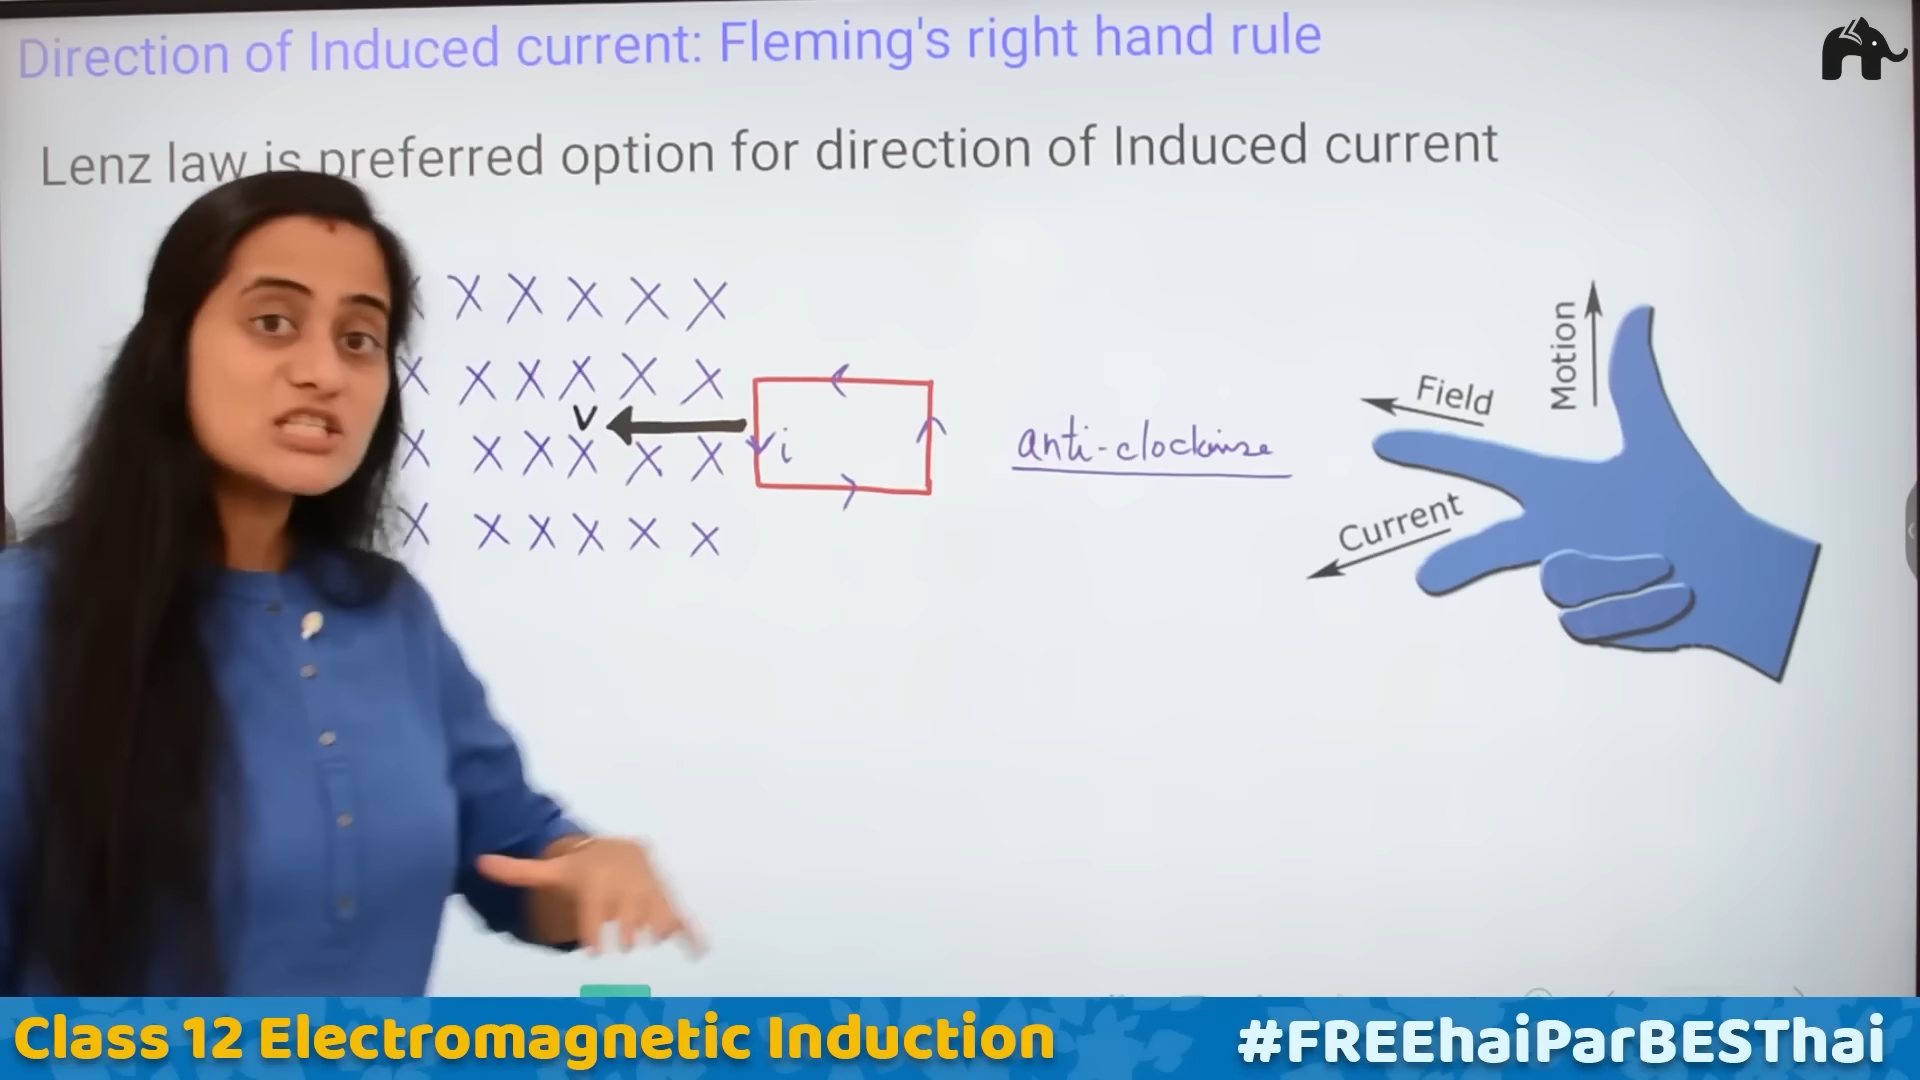 Direction of Induced current: Fleming's right hand rule
Lenz law is preferred option for direction of Induced current
X X X X X
X X X X X X
v
X X X X X X
i
X X X X X X
anti-clockwise
Motion
Field
Current
Class 12 Electromagnetic Induction
#FREEhaiParBESThai